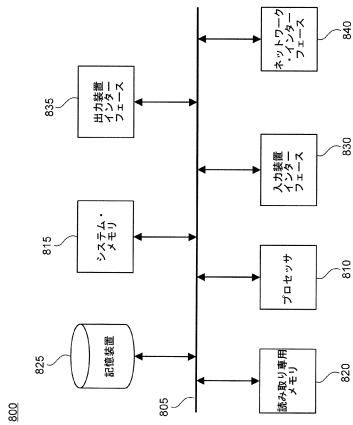 800
825
記憶装置
815
システム・
メモリ
835
出力装置
インター
フェース
805
820
読み取り専用
メモリ
810
プロセッサ
830
入力装置
インター
フェース
840
ネットワーク
・インター
フェース